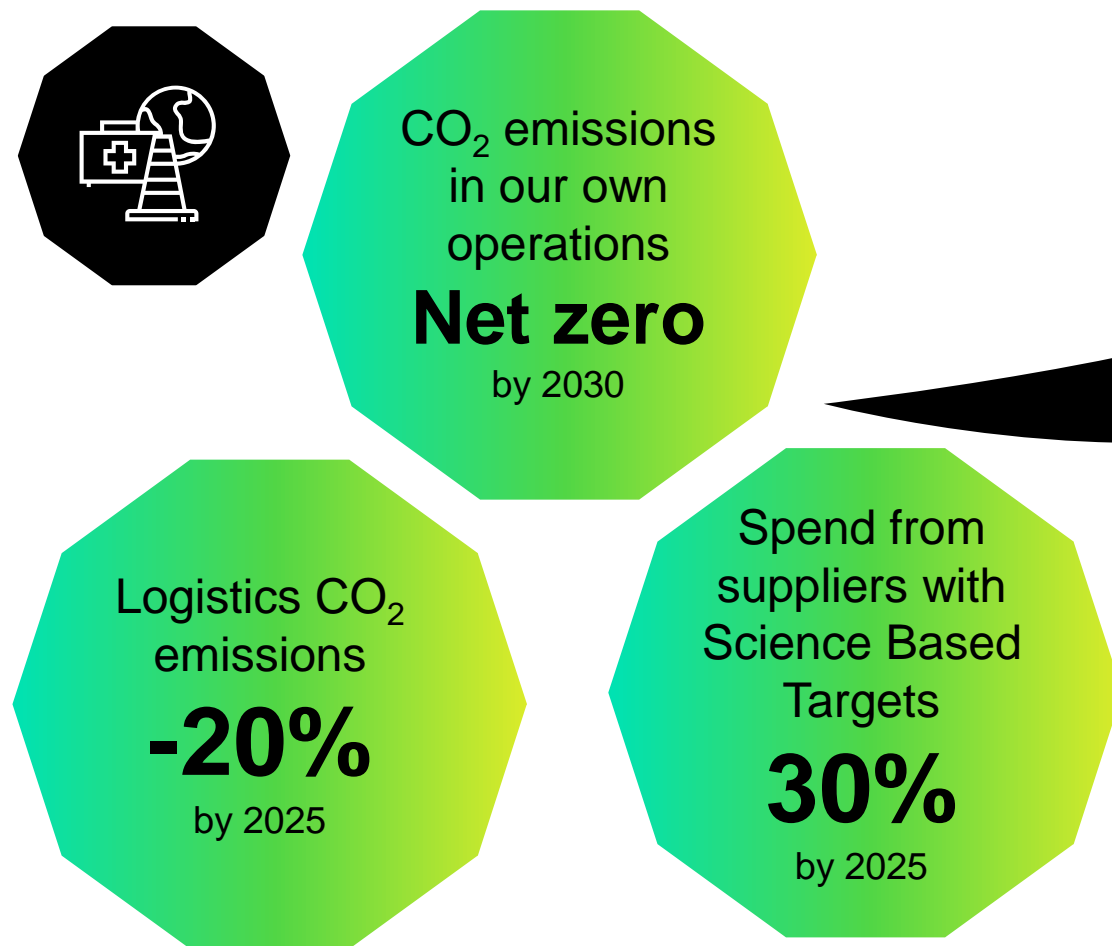 CO₂ emissions
in our own
operations
Net zero
by 2030
Logistics CO₂
emissions
-20%
by 2025
Spend from
suppliers with
Science Based
Targets
30%
by 2025